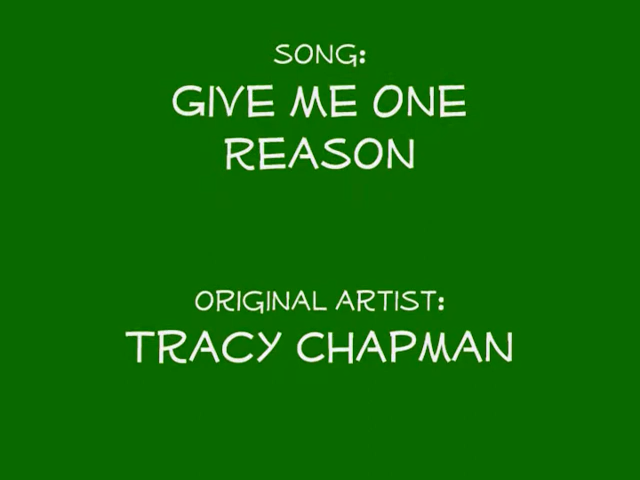 SONG:
GIVE ME ONE
REASON
ORIGINAL ARTIST:
TRACY CHAPMAN